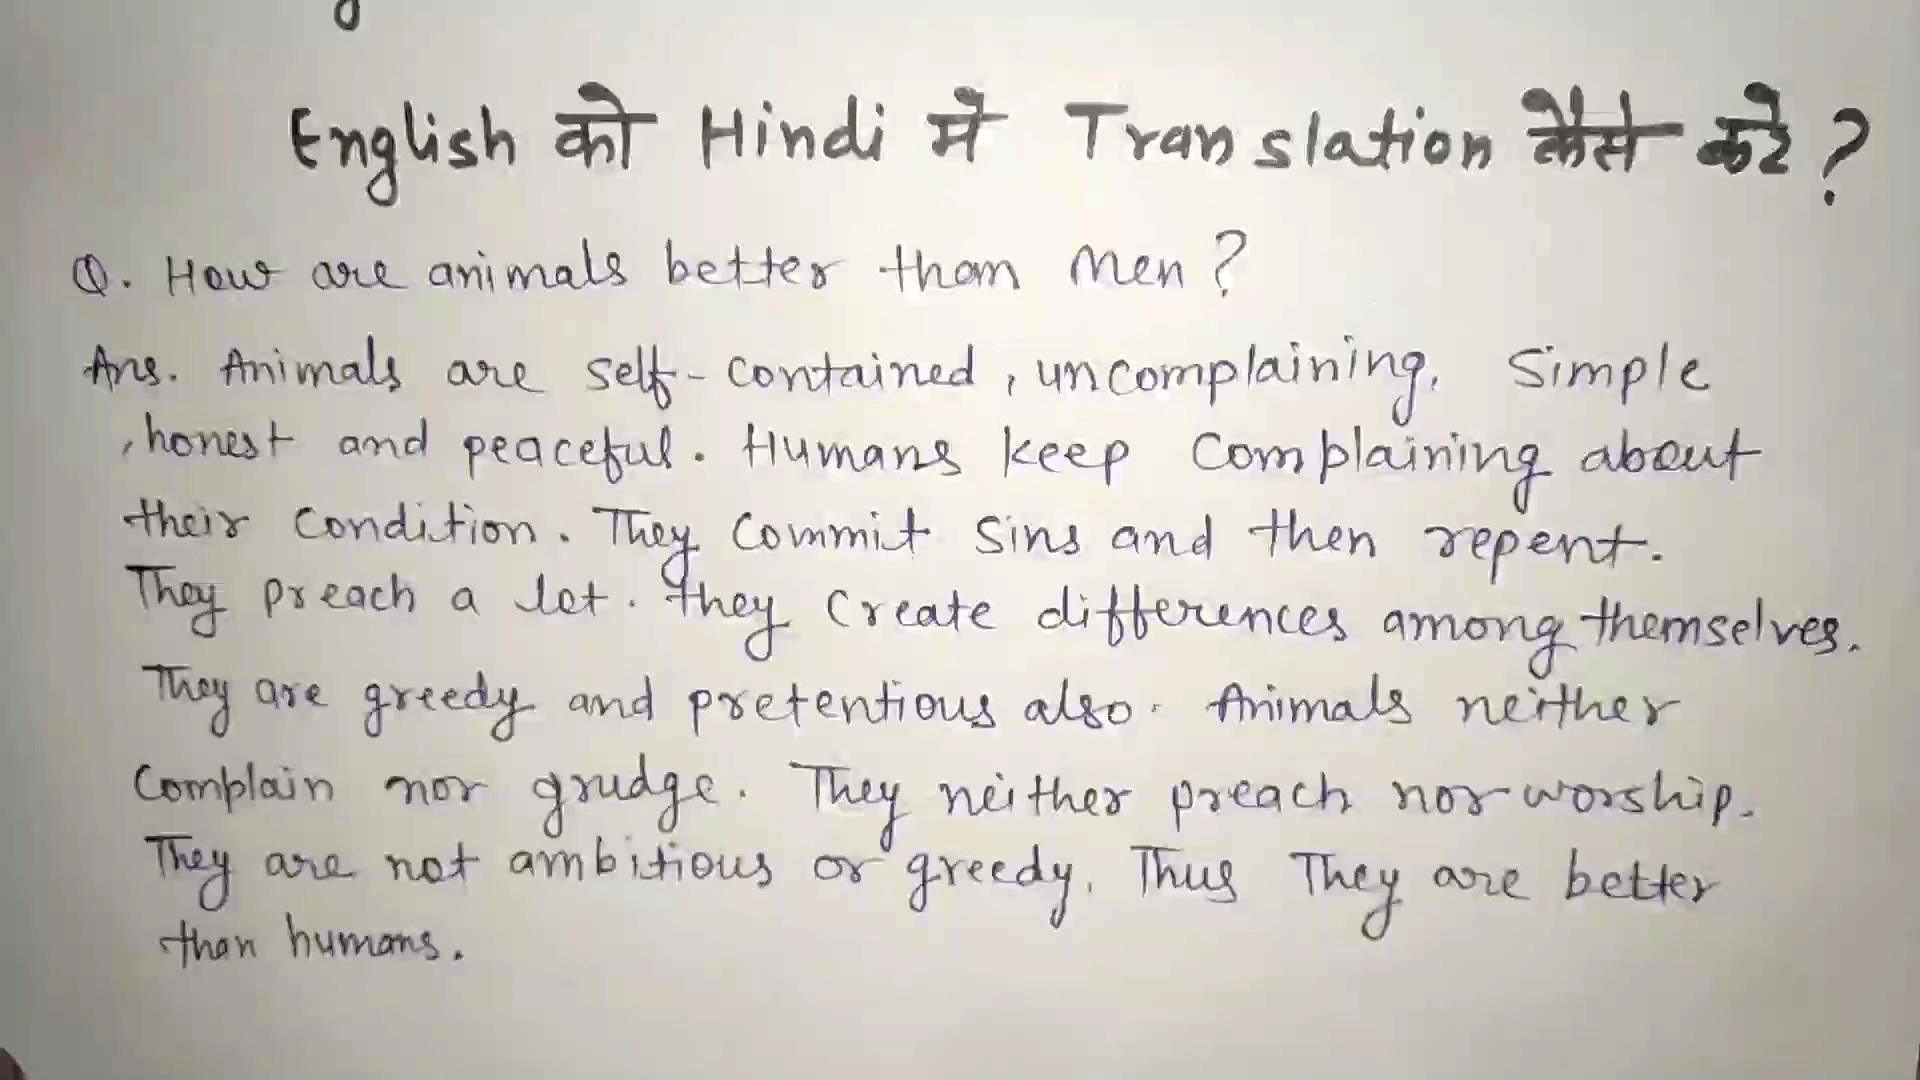 English को Hindi में Translation कैसे करे ?
Q. How are animals better than Men ?
Ans. Animals are self-contained, uncomplaining, Simple
, honest and peaceful. Humans keep Complaining about
their Condition. They Commit Sins and then repent.
They preach a lot. they Create differences among themselves.
They are greedy and pretentious also. Animals neither
Complain nor grudge. They neither preach nor worship.
They are not ambitious or greedy. Thus They are better
than humans.